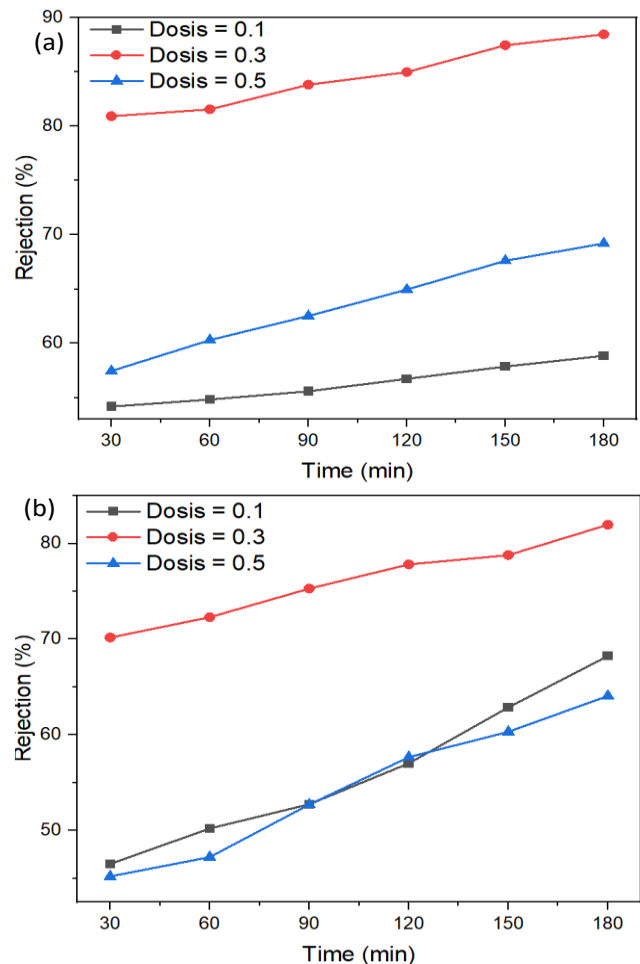 (a)
Dosis = 0.1
Dosis = 0.3
Dosis = 0.5
Rejection (%)
90
80
70
60
30 60 90 120 150 180
Time (min)
(b)
Dosis = 0.1
Dosis = 0.3
Dosis = 0.5
Rejection (%)
80
70
60
50
30 60 90 120 150 180
Time (min)